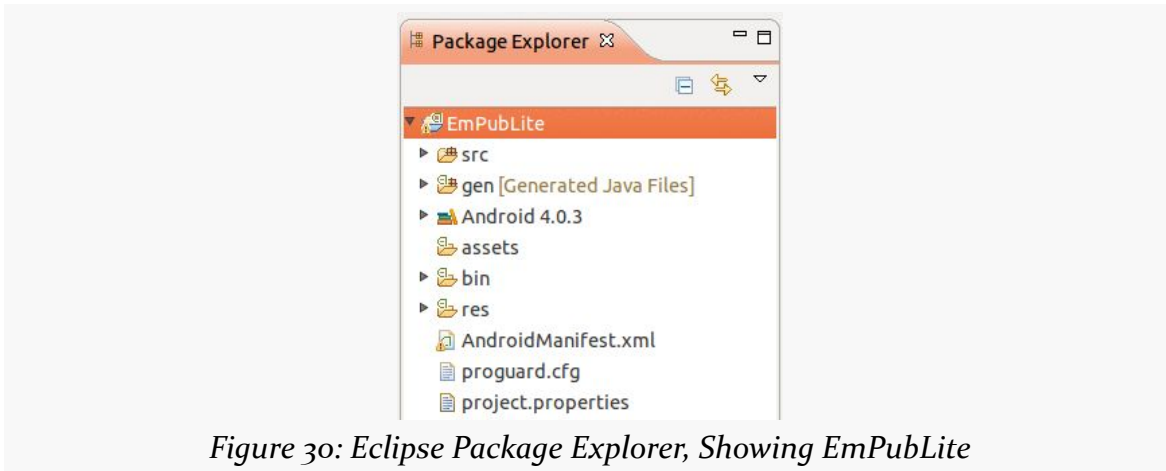 Package Explorer
EmPubLite
src
gen [Generated Java Files]
Android 4.0.3
assets
bin
res
AndroidManifest.xml
proguard.cfg
project.properties
Figure 30: Eclipse Package Explorer, Showing EmPubLite